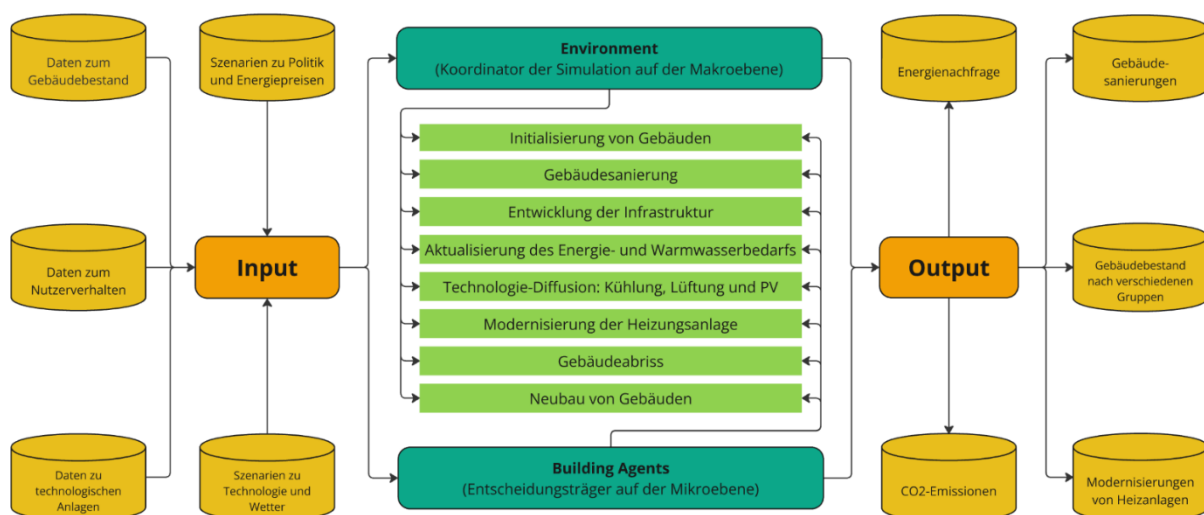 Daten zum
Gebäudebestand
Szenarien zu Politik
und Energiepreisen
Environment
(Koordinator der Simulation auf der Makroebene)
Energienachfrage
Gebäude-
sanierungen
Initialisierung von Gebäuden
Gebäudesanierung
Entwicklung der Infrastruktur
Daten zum
Nutzerverhalten
Input
Aktualisierung des Energie- und Warmwasserbedarfs
Technologie-Diffusion: Kühlung, Lüftung und PV
Output
Gebäudebestand
nach verschiedenen
Gruppen
Modernisierung der Heizungsanlage
Gebäudeabriss
Neubau von Gebäuden
Daten zu
technologischen
Anlagen
Szenarien zu
Technologie und
Wetter
Building Agents
(Entscheidungsträger auf der Mikroebene)
CO2-Emissionen
Modernisierungen
von Heizanlagen